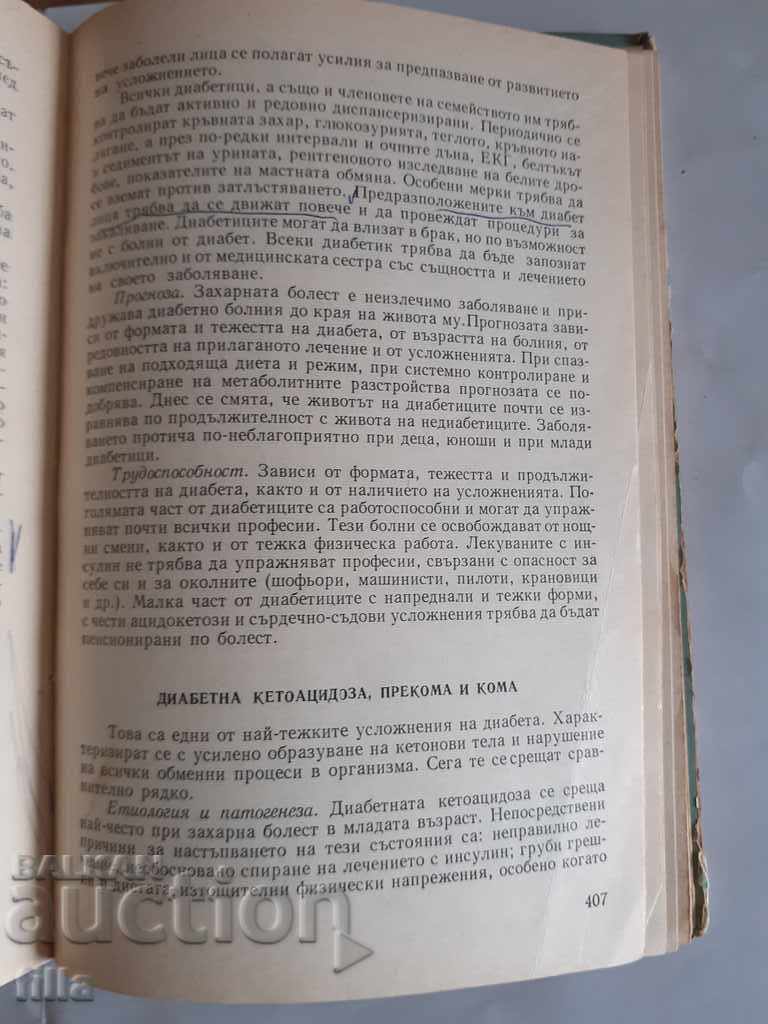 вече заболели лица се полагат усилия за предпазване от развитието
на усложнението.
Всички диабетици, а също и членовете на семейството им тряб-
ва да бъдат активно и редовно диспансеризирани. Периодично се
контролират кръвната захар, глюкозурията, теглото, кръвното на-
лягане, а през по-редки интервали и очните дъна, ЕКГ, белтъкът
и седиментът на урината, рентгеновото изследване на белите дро-
бове, показателите на мастната обмяна. Особени мерки трябва да
се вземат против затлъстяването. Предразположените към диабет
лица трябва да се движат повече и да провеждат процедури за
закаляване. Диабетиците могат да влизат в брак, но по възможност
не с болни от диабет. Всеки диабетик трябва да бъде запознат
включително и от медицинската сестра със същността и лечението
на своето заболяване.
Прогноза. Захарната болест е неизлечимо заболяване и при-
дружава диабетно болния до края на живота му.Прогнозата зави-
си от формата и тежестта на диабета, от възрастта на болния, от
редовността на прилаганото лечение и от усложненията. При спаз-
ване на подходяща диета и режим, при системно контролиране и
компенсиране на метаболитните разстройства прогнозата се по-
добрява. Днес се смята, че животът на диабетиците почти се из-
равнява по продължителност с живота на недиабетиците. Заболя-
ването протича по-неблагоприятно при деца, юноши и при млади
диабетици.
Трудоспособност. Зависи от формата, тежестта и продължи-
телността на диабета, както и от наличието на усложненията. По-
голямата част от диабетиците са работоспособни и могат да упраж-
няват почти всички професии. Тези болни се освобождават от нощ-
ни смени, както и от тежка физическа работа. Лекуваните с ин-
сулин не трябва да упражняват професии, свързани с опасност за
себе си и за околните (шофьори, машинисти, пилоти, крановици
и др.). Малка част от диабетиците с напреднали и тежки форми,
с чести ацидокетози и сърдечно-съдови усложнения трябва да бъдат
пенсионирани по болест.
ДИАБЕТНА КЕТОАЦИДОЗА, ПРЕКОМА И КОМА
Това са едни от най-тежките усложнения на диабета. Харак-
теризират се с усилено образуване на кетонови тела и нарушение
на всички обменни процеси в организма. Сега те се срещат срав-
нително рядко.
Етиология и патогенеза. Диабетната кетоацидоза се среща
най-често при захарна болест в младата възраст. Непосредствени
причини за настъпването на тези състояния са: неправилно ле-
необосновано спиране на лечението с инсулин; груби греш-
ки в диетата, изтощителни физически напрежения, особено когато
407
BALKAN
auction
tilla